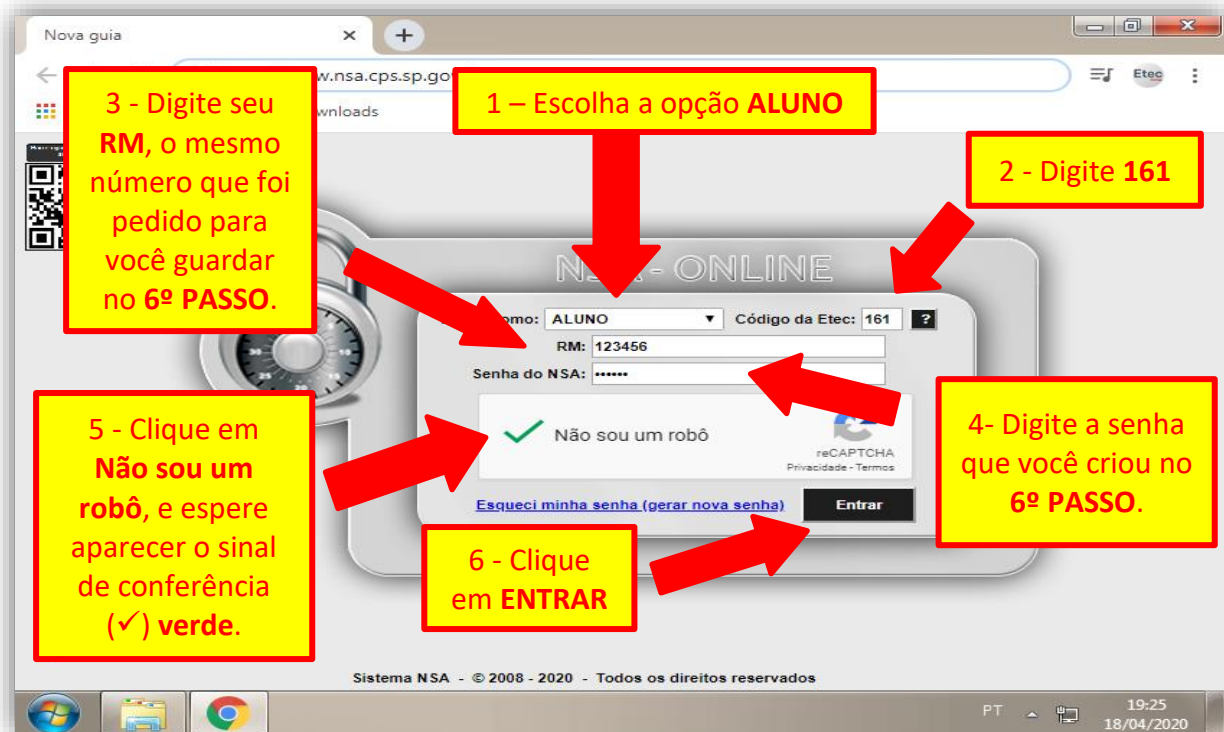 Nova guia
w.nsa.cps.sp.go
Etec
wnloads
1 – Escolha a opção ALUNO
2 - Digite 161
3 - Digite seu
RM, o mesmo
número que foi
pedido para
você guardar
no 6º PASSO.
- ONLINE
omo: ALUNO
Código da Etec: 161 ?
RM: 123456
Senha do NSA: ••••••
Não sou um robô
reCAPTCHA
Privacidade - Termos
4- Digite a senha
que você criou no
6º PASSO.
5 - Clique em
Não sou um
robô, e espere
aparecer o sinal
de conferência
(✓) verde.
Esqueci minha senha (gerar nova senha)
Entrar
6 - Clique
em ENTRAR
Sistema NSA - © 2008 - 2020 - Todos os direitos reservados
PT
19:25
18/04/2020